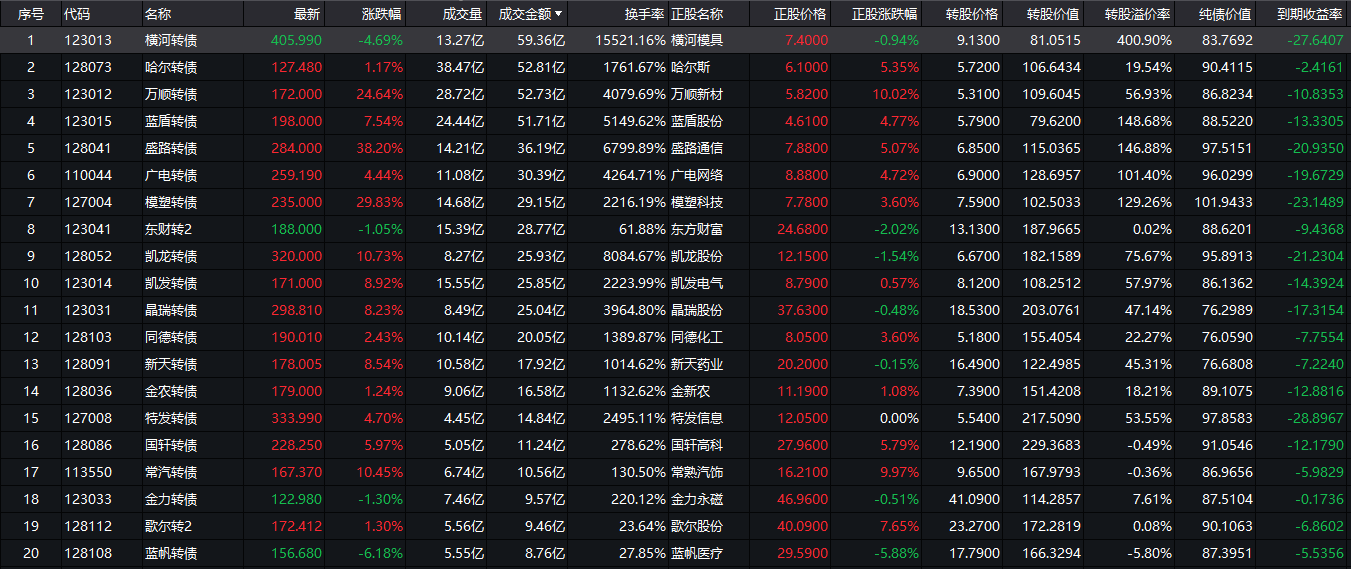 序号 代码 名称 最新 涨跌幅 成交量 成交金额 换手率 正股名称 正股价格 正股涨跌幅 转股价格 转股价值 转股溢价率 纯债价值 到期收益率
1 123013 横河转债 405.990 -4.69% 13.27亿 59.36亿 15521.16% 横河模具 7.4000 -0.94% 9.1300 81.0515 400.90% 83.7692 -27.6407
2 128073 哈尔转债 127.480 1.17% 38.47亿 52.81亿 1761.67% 哈尔斯 6.1000 5.35% 5.7200 106.6434 19.54% 90.4115 -2.4161
3 123012 万顺转债 172.000 24.64% 28.72亿 52.73亿 4079.69% 万顺新材 5.8200 10.02% 5.3100 109.6045 56.93% 86.8234 -10.8353
4 123015 蓝盾转债 198.000 7.54% 24.44亿 51.71亿 5149.62% 蓝盾股份 4.6100 4.77% 5.7900 79.6200 148.68% 88.5220 -13.3305
5 128041 盛路转债 284.000 38.20% 14.21亿 36.19亿 6799.89% 盛路通信 7.8800 5.07% 6.8500 115.0365 146.88% 97.5151 -20.9350
6 110044 广电转债 259.190 4.44% 11.08亿 30.39亿 4264.71% 广电网络 8.8800 4.72% 6.9000 128.6957 101.40% 96.0299 -19.6729
7 127004 模塑转债 235.000 29.83% 14.68亿 29.15亿 2216.19% 模塑科技 7.7800 3.60% 7.5900 102.5033 129.26% 101.9433 -23.1489
8 123041 东财转2 188.000 -1.05% 15.39亿 28.77亿 61.88% 东方财富 24.6800 -2.02% 13.1300 187.9665 0.02% 88.6201 -9.4368
9 128052 凯龙转债 320.000 10.73% 8.27亿 25.93亿 8084.67% 凯龙股份 12.1500 -1.54% 6.6700 182.1589 75.67% 95.8913 -21.2304
10 123014 凯发转债 171.000 8.92% 15.55亿 25.85亿 2223.99% 凯发电气 8.7900 0.57% 8.1200 108.2512 57.97% 86.1362 -14.3924
11 123031 晶瑞转债 298.810 8.23% 8.49亿 25.04亿 3964.80% 晶瑞股份 37.6300 -0.48% 18.5300 203.0761 47.14% 76.2989 -17.3154
12 128103 同德转债 190.010 2.43% 10.14亿 20.05亿 1389.87% 同德化工 8.0500 3.60% 5.1800 155.4054 22.27% 76.0590 -7.7554
13 128091 新天转债 178.005 8.54% 10.58亿 17.92亿 1014.62% 新天药业 20.2000 -0.15% 16.4900 122.4985 45.31% 76.6808 -7.2240
14 128036 金农转债 179.000 1.24% 9.06亿 16.58亿 1132.62% 金新农 11.1900 1.08% 7.3900 151.4208 18.21% 89.1075 -12.8816
15 127008 特发转债 333.990 4.70% 4.45亿 14.84亿 2495.11% 特发信息 12.0500 0.00% 5.5400 217.5090 53.55% 97.8583 -28.8967
16 128086 国轩转债 228.250 5.97% 5.05亿 11.24亿 278.62% 国轩高科 27.9600 5.79% 12.1900 229.3683 -0.49% 91.0546 -12.1790
17 113550 常汽转债 167.370 10.45% 6.74亿 10.56亿 130.50% 常熟汽饰 16.2100 9.97% 9.6500 167.9793 -0.36% 86.9656 -5.9829
18 123033 金力转债 122.980 -1.30% 7.46亿 9.57亿 220.12% 金力永磁 46.9600 -0.51% 41.0900 114.2857 7.61% 87.5104 -0.1736
19 128112 歌尔转2 172.412 1.30% 5.56亿 9.46亿 23.64% 歌尔股份 40.0900 7.65% 23.2700 172.2819 0.08% 90.1063 -6.8602
20 128108 蓝帆转债 156.680 -6.18% 5.55亿 8.76亿 27.85% 蓝帆医疗 29.5900 -5.88% 17.7900 166.3294 -5.80% 87.3951 -5.5356